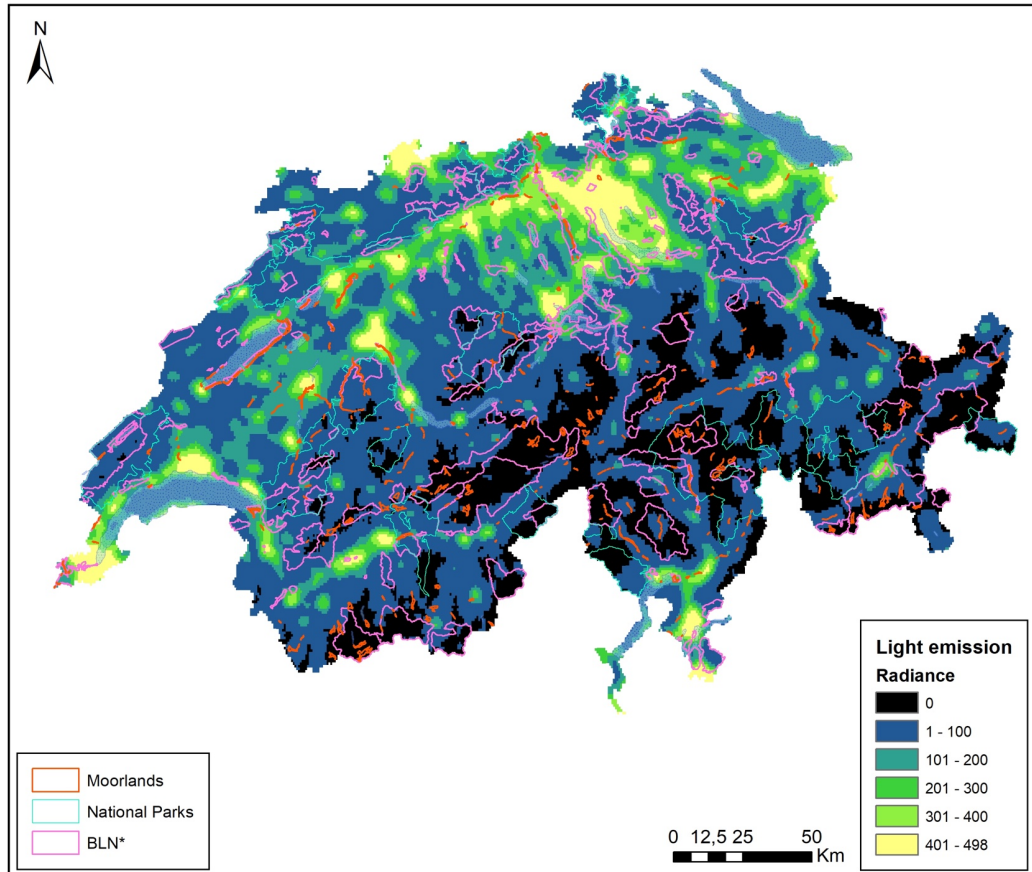 N
Light emission
Radiance
0
1 - 100
101 - 200
201 - 300
301 - 400
401 - 498
Moorlands
National Parks
BLN*
0 12,5 25 50
Km